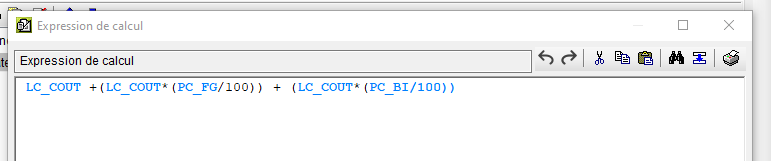 Expression de calcul
Expression de calcul
LC_COUT +(LC_COUT*(PC_FG/100)) + (LC_COUT*(PC_BI/100))